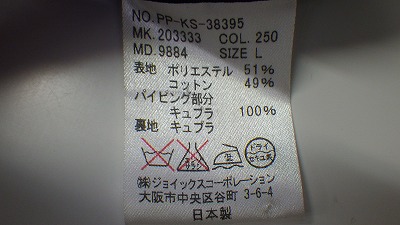 NO.PP-KS-38395
MK.203333 COL.250
MD.9884 SIZE L
表地 ポリエステル 51%
コットン 49%
パイピング部分
キュプラ 100%
裏地 キュプラ
ドライ
㈱ジョイックスコーポレーション
大阪市中央区谷町 3-6-4
日本製